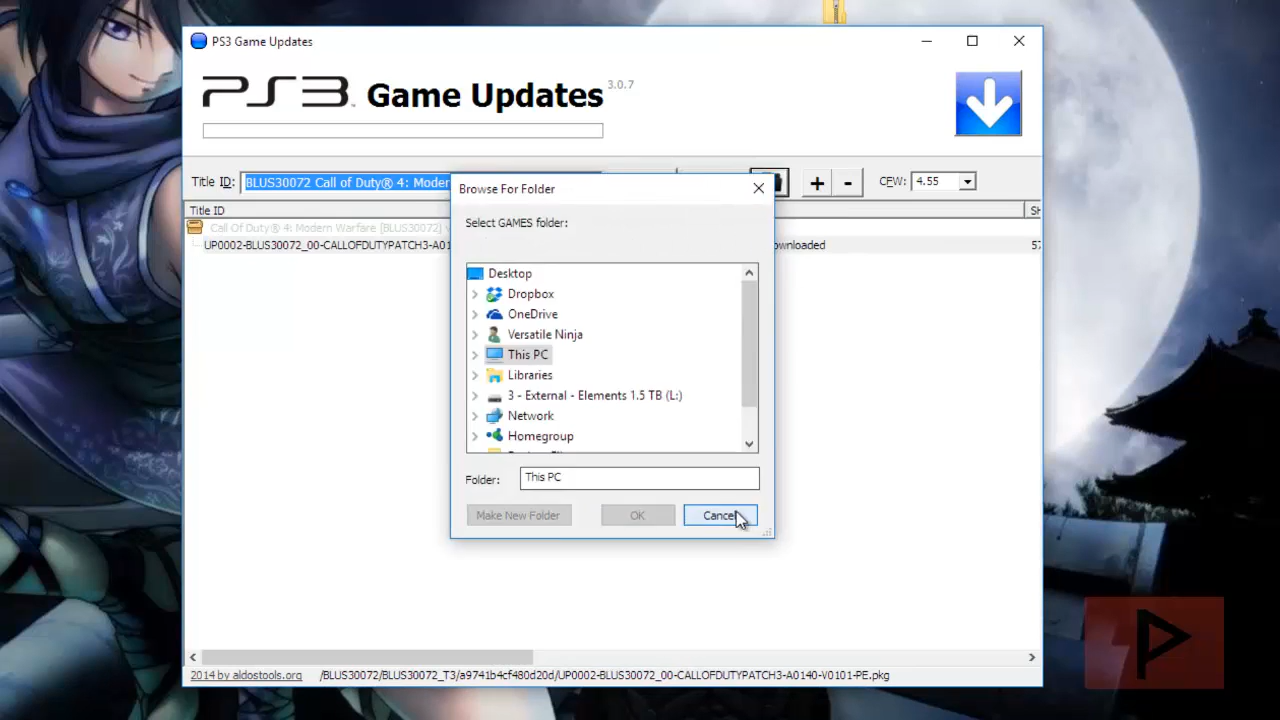 PS3 Game Updates
PS3 Game Updates 3.0.7
Title ID: BLUS30072 Call of Duty® 4: Moder
+ - CFW: 4.55
Title ID SH
Call Of Duty® 4: Modern Warfare [BLUS30072] v
UP0002-BLUS30072_00-CALLOFDUTYPATCH3-A01 wnloaded 57
Browse For Folder
Select GAMES folder:
Desktop
Dropbox
OneDrive
Versatile Ninja
This PC
Libraries
3 - External - Elements 1.5 TB (L:)
Network
Homegroup
Folder: This PC
Make New Folder OK Cancel
2014 by aldostools.org /BLUS30072/BLUS30072_T3/a9741b4cf480d20d/UP0002-BLUS30072_00-CALLOFDUTYPATCH3-A0140-V0101-PE.pkg